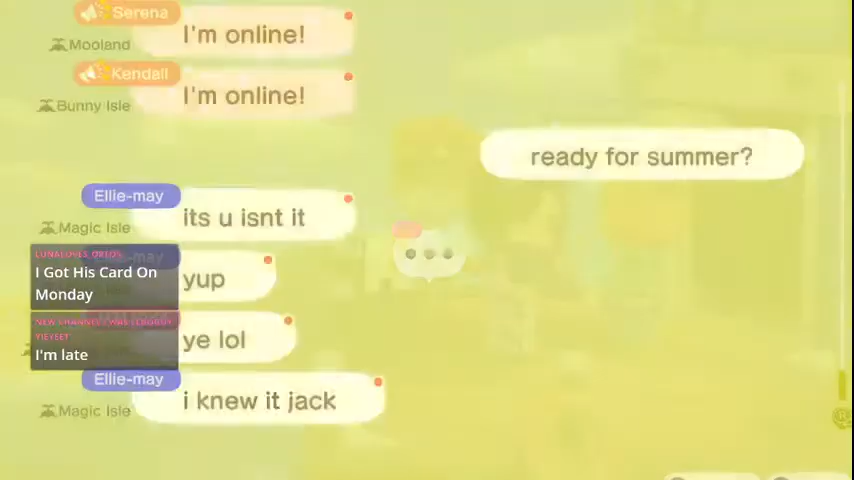 Serena
I'm online!
Mooland
Kendall
I'm online!
Bunny Isle
ready for summer?
Ellie-may
its u isnt it
Magic Isle
I Got His Card On
Monday
yup
I'm late
ye lol
Ellie-may
i knew it jack
Magic Isle